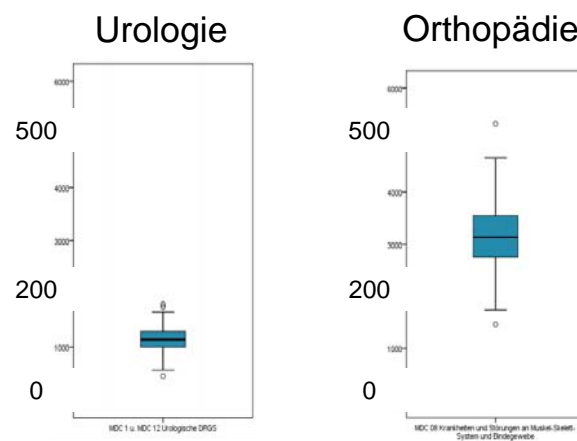 Urologie
6000
500
4000
3000
200
1000
0
MDC 1 u. MDC 12 Urologische DRGS
Orthopädie
6000
500
4000
3000
200
1000
0
MDC 08 Krankheiten und Störungen an Muskel-Skelett-
System und Bindegewebe